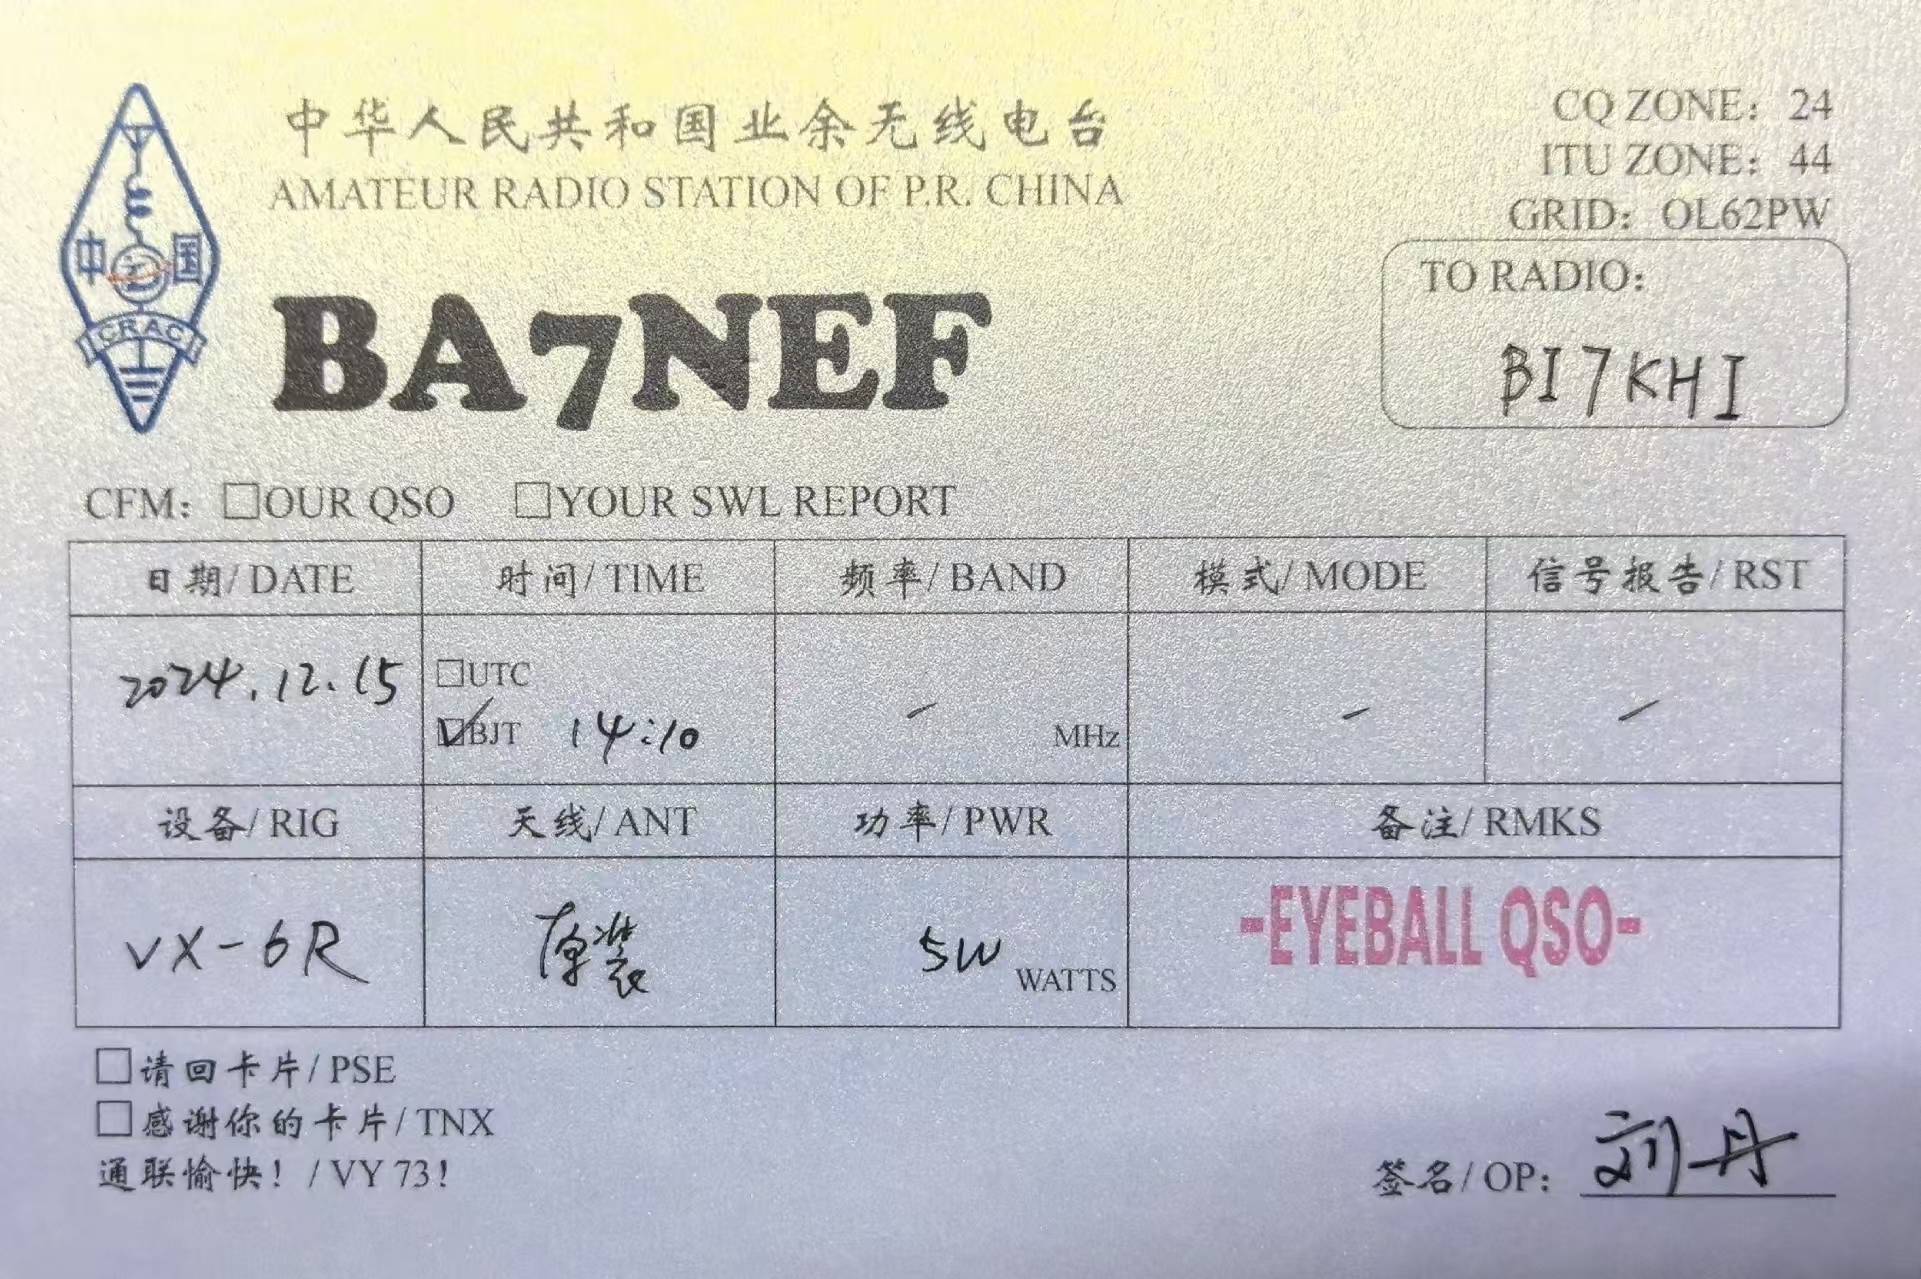 中华人民共和国业余无线电台
AMATEUR RADIO STATION OF P.R. CHINA
CQ ZONE：24
ITU ZONE：44
GRID：OL62PW
中国
CRAC
BA7NEF
TO RADIO：
BI7KHI
CFM：□OUR QSO □YOUR SWL REPORT
日期/DATE 时间/TIME 频率/BAND 模式/MODE 信号报告/RST
2024.12.15 □UTC
☑BJT 14:10 - MHz - -
设备/RIG 天线/ANT 功率/PWR 备注/RMKS
VX-6R 原装 5W WATTS -EYEBALL QSO-
□请回卡片/PSE
□感谢你的卡片/TNX
通联愉快！/VY 73！
签名/OP：刘丹